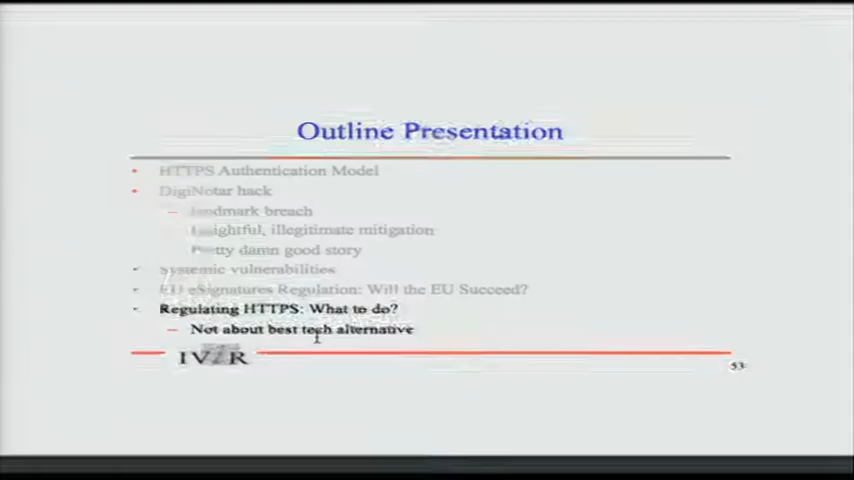 Outline Presentation
• HTTPS Authentication Model
• DigiNotar hack
– landmark breach
insightful, illegitimate mitigation
Pretty damn good story
• Systemic vulnerabilities
• EU eSignatures Regulation: Will the EU Succeed?
• Regulating HTTPS: What to do?
– Not about best tech alternative
IViR
53